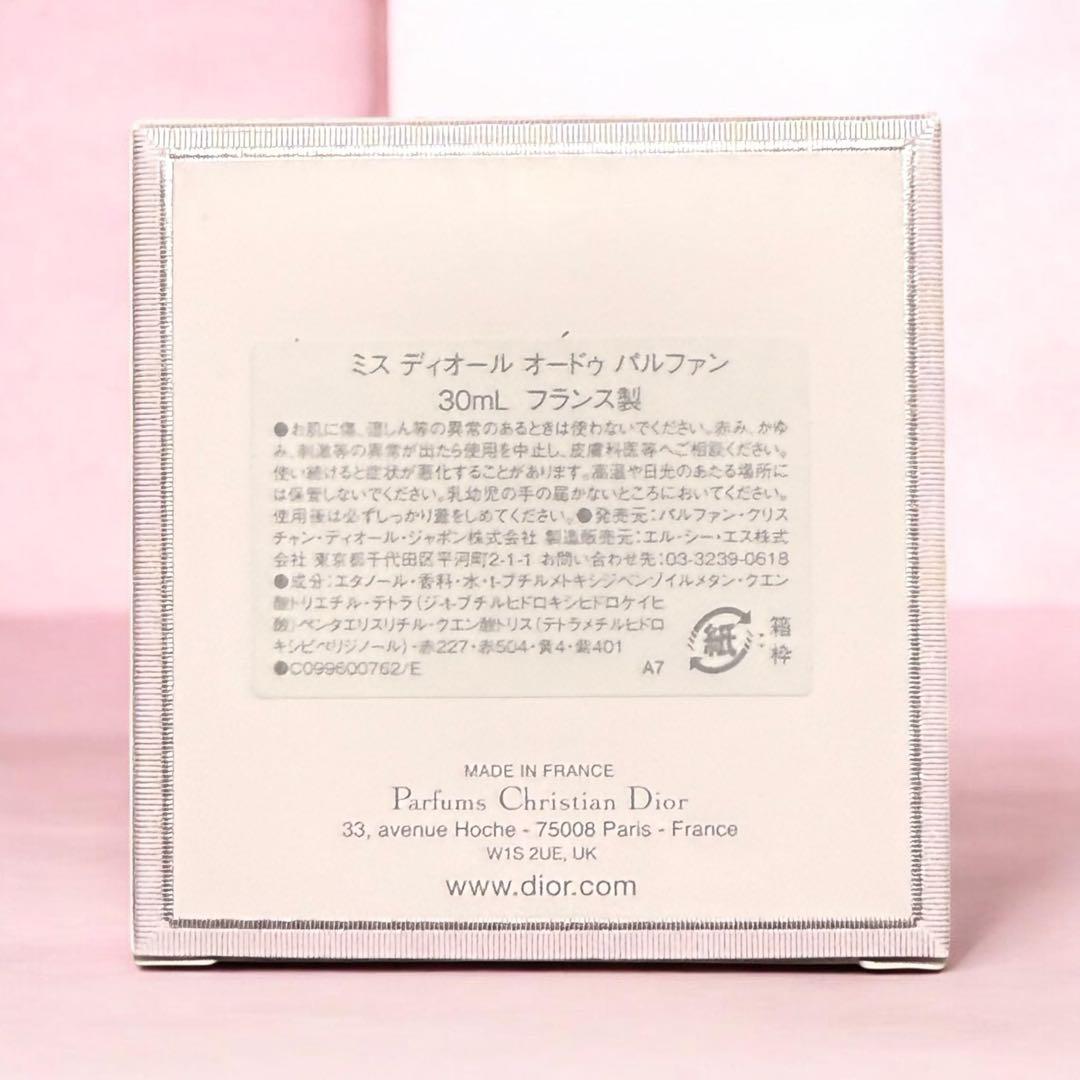 ミス ディオール オードゥ パルファン
30mL フランス製
●お肌に傷、湿しん等の異常のあるときは使わないでください。赤み、かゆ
み、刺激等の異常が出たら使用を中止し、皮膚科医等へご相談ください。
使い続けると症状が悪化することがあります。高温や日光のあたる場所に
は保管しないでください。乳幼児の手の届かないところにおいてください。
使用後は必ずしっかり蓋をしめてください。●発売元:パルファン・クリス
チャン・ディオール・ジャポン株式会社 製造販売元:エル・シー・エス株式
会社 東京都千代田区平河町2-1-1 お問い合わせ先:03-3239-0618
●成分:エタノール・香料・水・t-ブチルメトキシジベンゾイルメタン・クエン
酸トリエチル・テトラ(ジ-t-ブチルヒドロキシヒドロケイヒ
酸)ペンタエリスリチル・クエン酸トリス(テトラメチルヒドロ
キシピペリジノール)・赤227・赤504・黄4・紫401
●C099600762/E A7
紙 :箱 枠
MADE IN FRANCE
Parfums Christian Dior
33, avenue Hoche - 75008 Paris - France
W1S 2UE, UK
www.dior.com